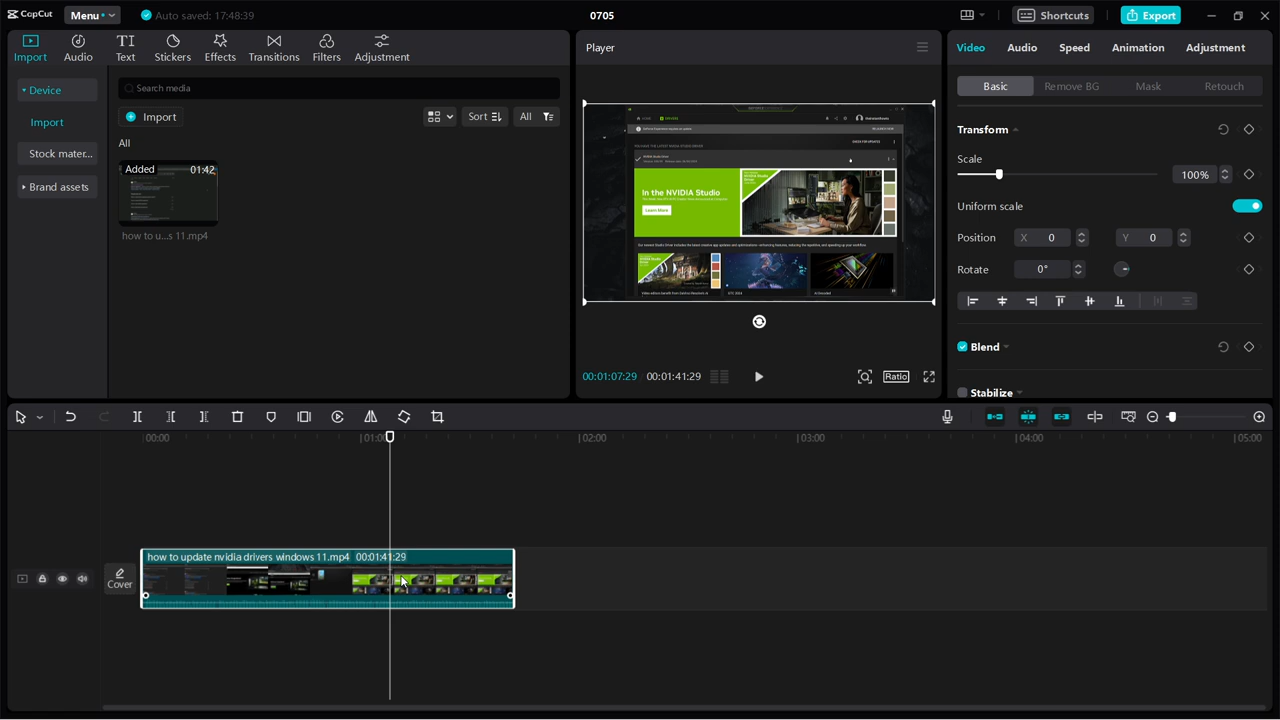 CapCut
Menu
Auto saved: 17:48:39
0705
Shortcuts
Export
Import
Audio
Text
Stickers
Effects
Transitions
Filters
Adjustment
Device
Import
Stock mater...
Brand assets
Search media
Import
Sort
All
All
Added 01:42
how to u...s 11.mp4
Player
In the NVIDIA Studio
Learn More
00:01:07:29
00:01:41:29
Ratio
Video
Audio
Speed
Animation
Adjustment
Basic
Remove BG
Mask
Retouch
Transform
Scale
100%
Uniform scale
Position X 0 Y 0
Rotate 0°
Blend
Stabilize
00:00
01:00
02:00
03:00
04:00
05:00
how to update nvidia drivers windows 11.mp4 00:01:41:29
Cover